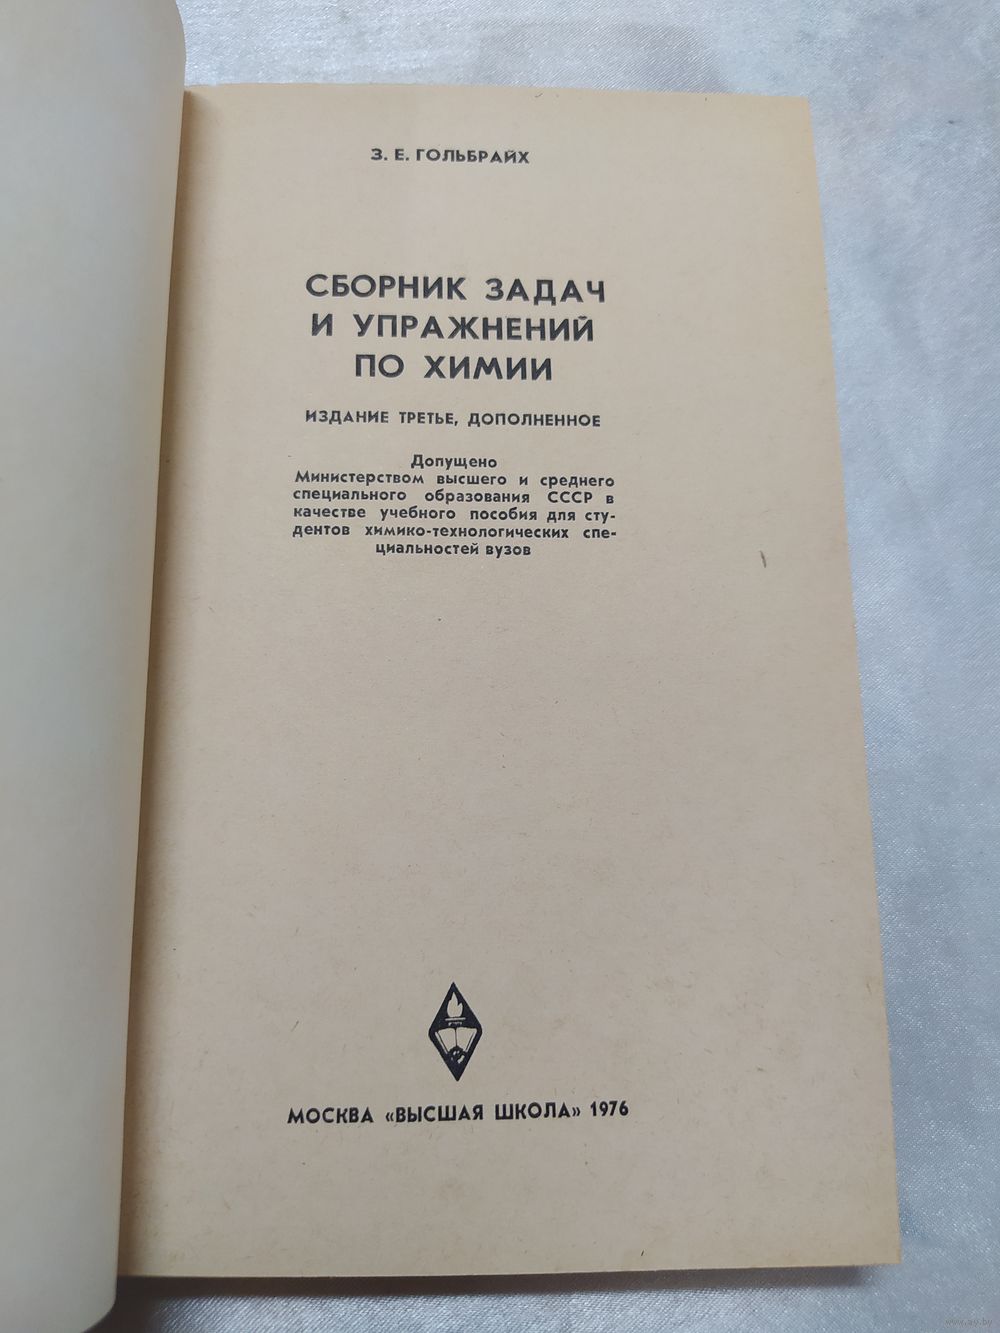 З. Е. ГОЛЬБРАЙХ
СБОРНИК ЗАДАЧ
И УПРАЖНЕНИЙ
ПО ХИМИИ
ИЗДАНИЕ ТРЕТЬЕ, ДОПОЛНЕННОЕ
Допущено
Министерством высшего и среднего
специального образования СССР в
качестве учебного пособия для сту-
дентов химико-технологических спе-
циальностей вузов
МОСКВА «ВЫСШАЯ ШКОЛА» 1976